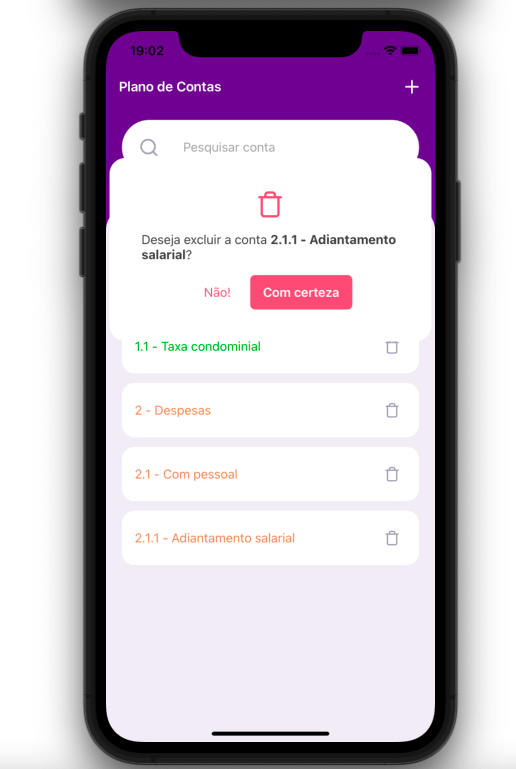 19:02
Plano de Contas
Pesquisar conta
Deseja excluir a conta 2.1.1 - Adiantamento
salarial?
Não! Com certeza
1.1 - Taxa condominial
2 - Despesas
2.1 - Com pessoal
2.1.1 - Adiantamento salarial